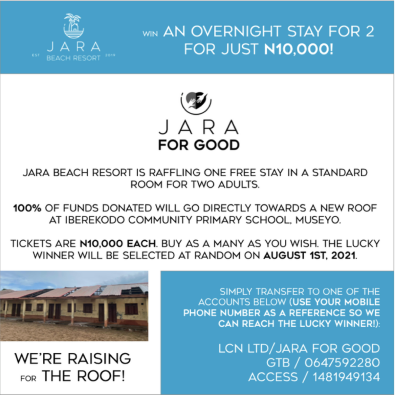 JARA
EST. 2014
BEACH RESORT
WIN AN OVERNIGHT STAY FOR 2
FOR JUST N10,000!
JARA
FOR GOOD
JARA BEACH RESORT IS RAFFLING ONE FREE STAY IN A STANDARD
ROOM FOR TWO ADULTS.
100% OF FUNDS DONATED WILL GO DIRECTLY TOWARDS A NEW ROOF
AT IBEREKODO COMMUNITY PRIMARY SCHOOL, MUSEYO.
TICKETS ARE N10,000 EACH. BUY AS A MANY AS YOU WISH. THE LUCKY
WINNER WILL BE SELECTED AT RANDOM ON AUGUST 1ST, 2021.
WE'RE RAISING
FOR THE ROOF!
SIMPLY TRANSFER TO ONE OF THE
ACCOUNTS BELOW (USE YOUR MOBILE
PHONE NUMBER AS A REFERENCE SO WE
CAN REACH THE LUCKY WINNER!):
LCN LTD/JARA FOR GOOD
GTB / 0647592280
ACCESS / 1481949134